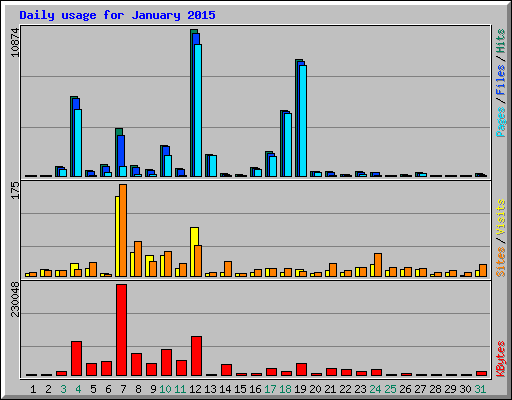 Daily usage for January 2015
10874
Pages / Files / Hits
175
Sites / Visits
230048
KBytes
1 2 3 4 5 6 7 8 9 10 11 12 13 14 15 16 17 18 19 20 21 22 23 24 25 26 27 28 29 30 31